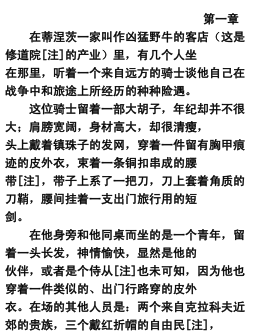 第一章
在蒂涅茨一家叫作凶猛野牛的客店（这是
修道院[注]的产业）里，有几个人坐
在那里，听着一个来自远方的骑士谈他自己在
战争中和旅途上所经历的种种险遇。
这位骑士留着一部大胡子，年纪却并不很
大；肩膀宽阔，身材高大，却很清瘦，
头上戴着镶珠子的发网，穿着一件留有胸甲痕
迹的皮外衣，束着一条铜扣串成的腰
带[注]，带子上系了一把刀，刀上套着角质的
刀鞘，腰间挂着一支出门旅行用的短
剑。
在他身旁和他同桌而坐的是一个青年，留
着一头长发，神情愉快，显然是他的
伙伴，或者是个侍从[注]也未可知，因为他也
穿着一件类似的、出门行路穿的皮外
衣。在场的其他人员是：两个来自克拉科夫近
郊的贵族，三个戴红折帽的自由民[注]，